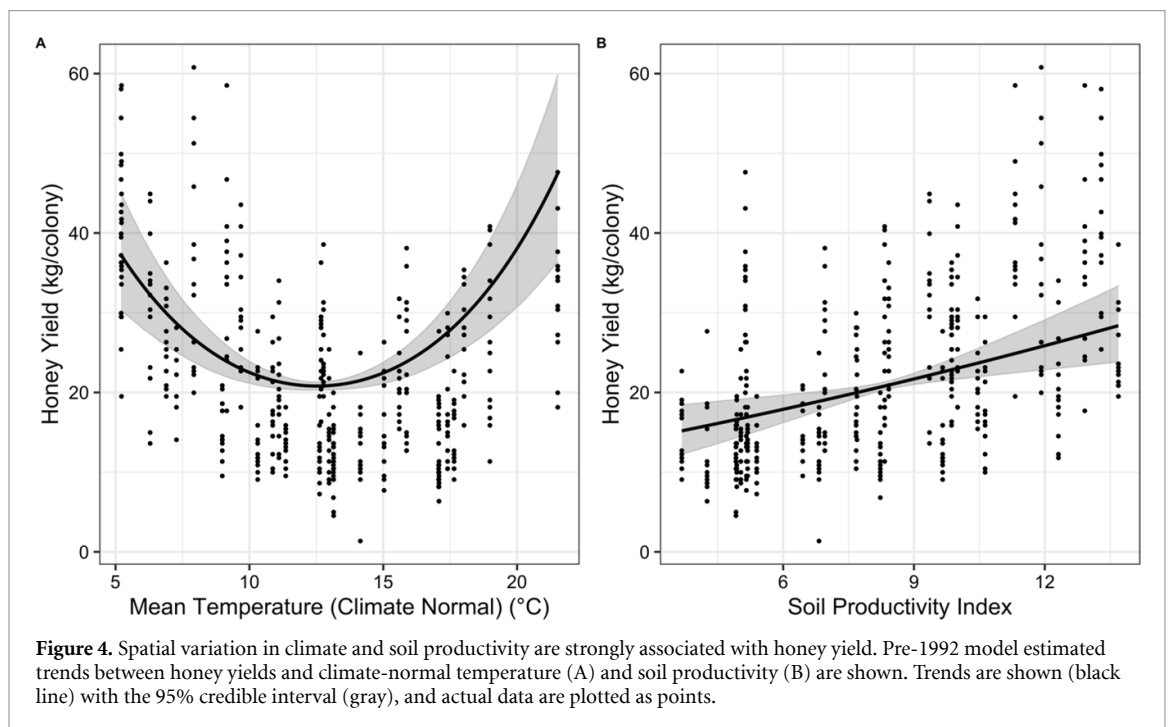 A
B
60
40
20
0
Honey Yield (kg/colony)
5
10
15
20
Mean Temperature (Climate Normal) (°C)
60
40
20
0
Honey Yield (kg/colony)
6
9
12
Soil Productivity Index
Figure 4. Spatial variation in climate and soil productivity are strongly associated with honey yield. Pre-1992 model estimated
trends between honey yields and climate-normal temperature (A) and soil productivity (B) are shown. Trends are shown (black
line) with the 95% credible interval (gray), and actual data are plotted as points.